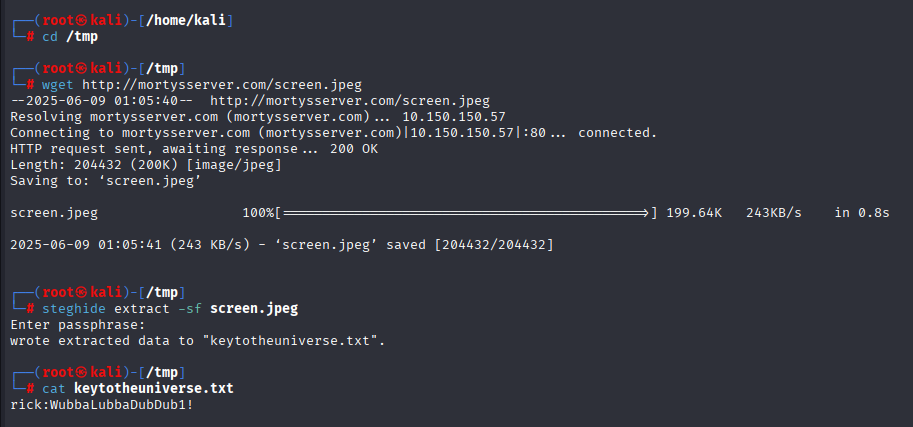 ┌──(root㉿kali)-[/home/kali]
└─# cd /tmp
┌──(root㉿kali)-[/tmp]
└─# wget http://mortysserver.com/screen.jpeg
--2025-06-09 01:05:40--  http://mortysserver.com/screen.jpeg
Resolving mortysserver.com (mortysserver.com)... 10.150.150.57
Connecting to mortysserver.com (mortysserver.com)|10.150.150.57|:80... connected.
HTTP request sent, awaiting response... 200 OK
Length: 204432 (200K) [image/jpeg]
Saving to: ‘screen.jpeg’
screen.jpeg 100%[===================================================>] 199.64K 243KB/s in 0.8s
2025-06-09 01:05:41 (243 KB/s) - ‘screen.jpeg’ saved [204432/204432]
┌──(root㉿kali)-[/tmp]
└─# steghide extract -sf screen.jpeg
Enter passphrase:
wrote extracted data to "keytotheuniverse.txt".
┌──(root㉿kali)-[/tmp]
└─# cat keytotheuniverse.txt
rick:WubbaLubbaDubDub1!